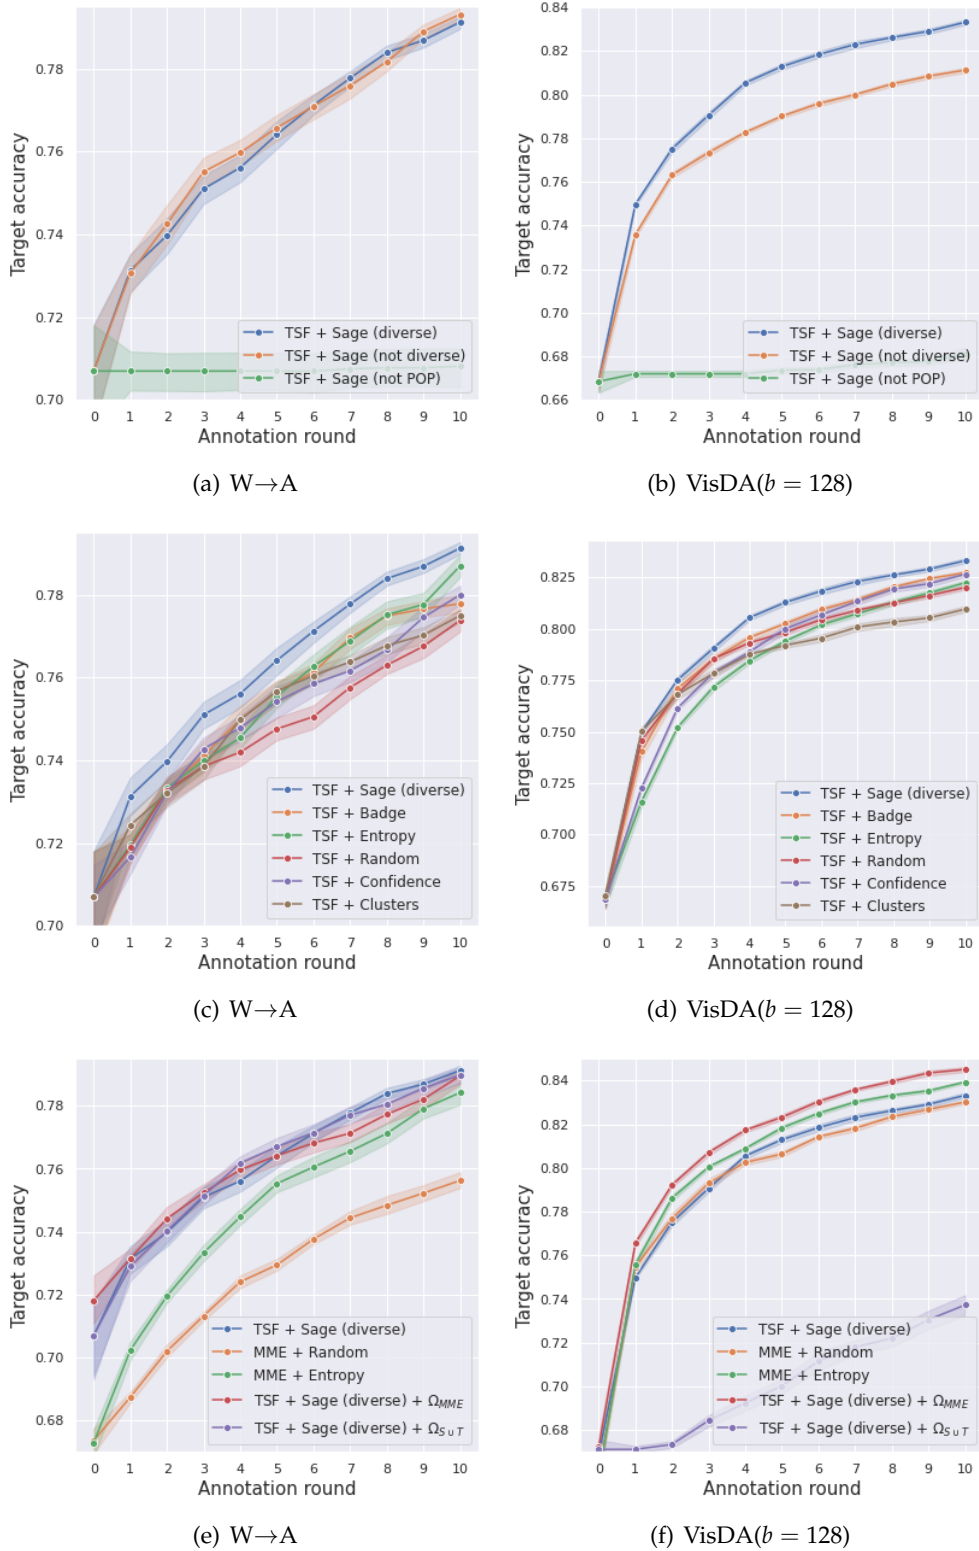 0.78
0.76
0.74
0.72
0.70
Target accuracy
TSF + Sage (diverse)
TSF + Sage (not diverse)
TSF + Sage (not POP)
0 1 2 3 4 5 6 7 8 9 10
Annotation round
(a) W→A
0.84
0.82
0.80
0.78
0.76
0.74
0.72
0.70
0.68
0.66
Target accuracy
TSF + Sage (diverse)
TSF + Sage (not diverse)
TSF + Sage (not POP)
0 1 2 3 4 5 6 7 8 9 10
Annotation round
(b) VisDA(b = 128)
0.78
0.76
0.74
0.72
0.70
Target accuracy
TSF + Sage (diverse)
TSF + Badge
TSF + Entropy
TSF + Random
TSF + Confidence
TSF + Clusters
0 1 2 3 4 5 6 7 8 9 10
Annotation round
(c) W→A
0.825
0.800
0.775
0.750
0.725
0.700
0.675
Target accuracy
TSF + Sage (diverse)
TSF + Badge
TSF + Entropy
TSF + Random
TSF + Confidence
TSF + Clusters
0 1 2 3 4 5 6 7 8 9 10
Annotation round
(d) VisDA(b = 128)
0.78
0.76
0.74
0.72
0.70
0.68
Target accuracy
TSF + Sage (diverse)
MME + Random
MME + Entropy
TSF + Sage (diverse) + Ω_MME
TSF + Sage (diverse) + Ω_S∪T
0 1 2 3 4 5 6 7 8 9 10
Annotation round
(e) W→A
0.84
0.82
0.80
0.78
0.76
0.74
0.72
0.70
0.68
Target accuracy
TSF + Sage (diverse)
MME + Random
MME + Entropy
TSF + Sage (diverse) + Ω_MME
TSF + Sage (diverse) + Ω_S∪T
0 1 2 3 4 5 6 7 8 9 10
Annotation round
(f) VisDA(b = 128)